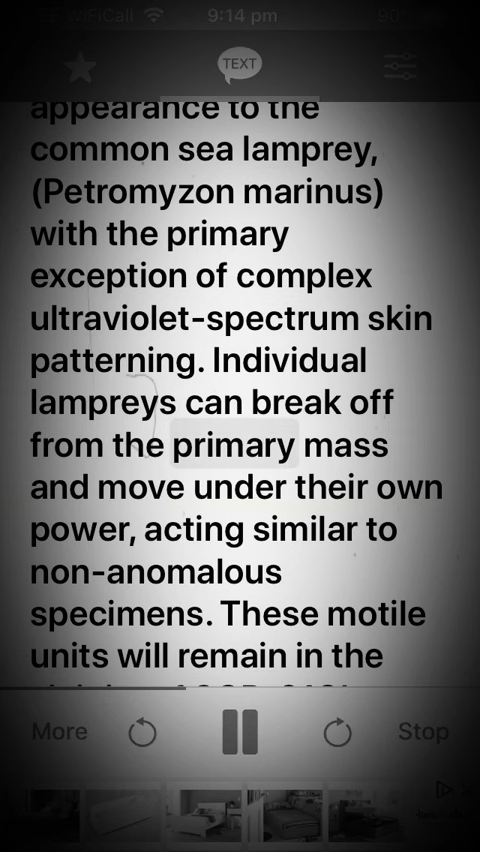 WiFiCall 9:14 pm
TEXT
appearance to the
common sea lamprey,
(Petromyzon marinus)
with the primary
exception of complex
ultraviolet-spectrum skin
patterning. Individual
lampreys can break off
from the primary mass
and move under their own
power, acting similar to
non-anomalous
specimens. These motile
units will remain in the
More
Stop